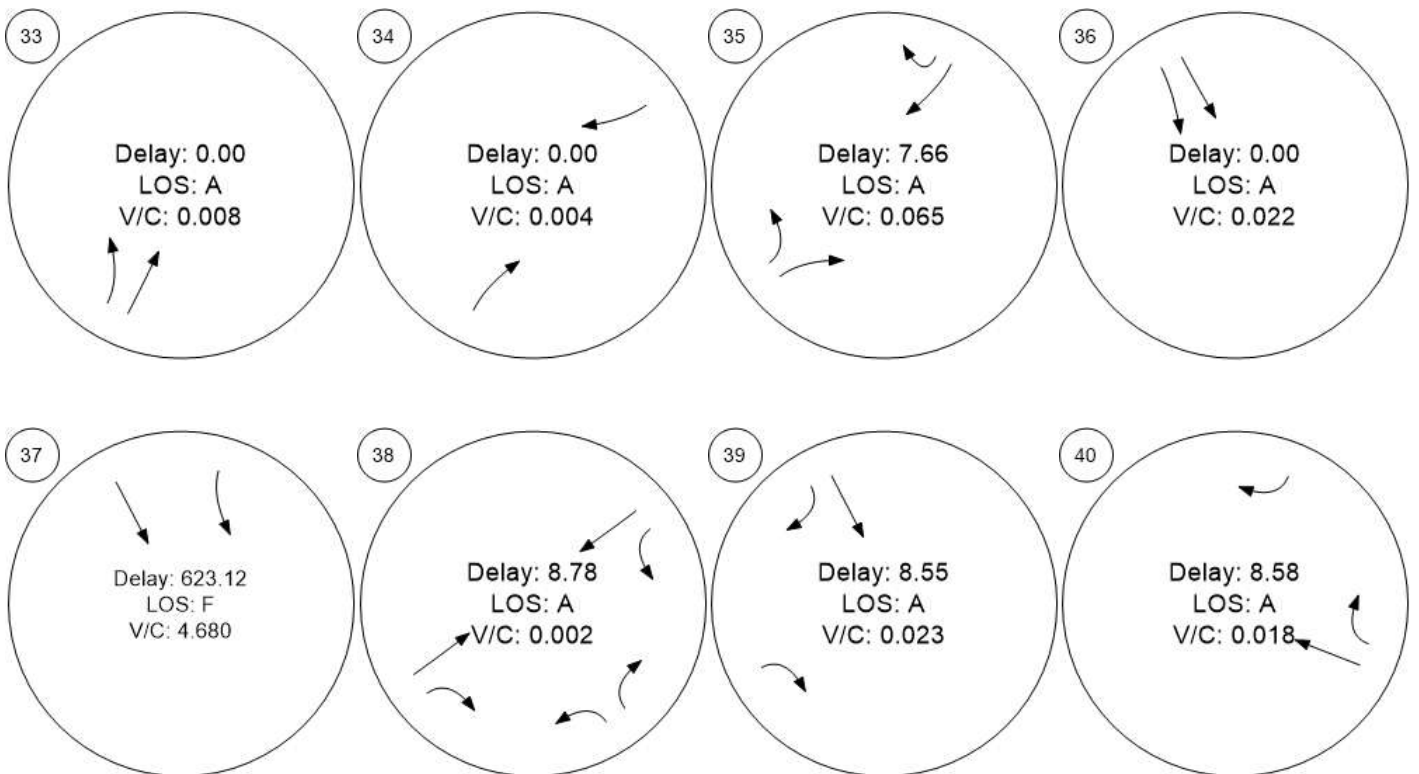 33
Delay: 0.00
LOS: A
V/C: 0.008
34
Delay: 0.00
LOS: A
V/C: 0.004
35
Delay: 7.66
LOS: A
V/C: 0.065
36
Delay: 0.00
LOS: A
V/C: 0.022
37
Delay: 623.12
LOS: F
V/C: 4.680
38
Delay: 8.78
LOS: A
V/C: 0.002
39
Delay: 8.55
LOS: A
V/C: 0.023
40
Delay: 8.58
LOS: A
V/C: 0.018